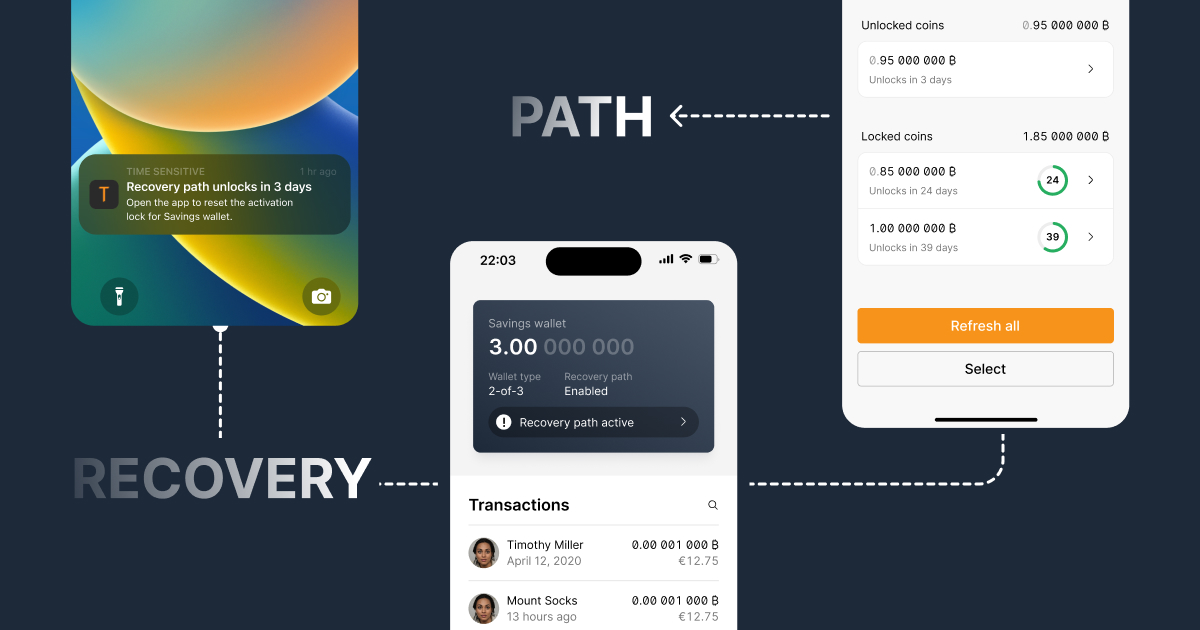 TIME SENSITIVE
1 hr ago
T
Recovery path unlocks in 3 days
Open the app to reset the activation
lock for Savings wallet.
RECOVERY
22:03
Savings wallet
3.00 000 000
Wallet type
Recovery path
2-of-3
Enabled
Recovery path active
Transactions
Timothy Miller
0.00 001 000 ₿
April 12, 2020
€12.75
Mount Socks
0.00 001 000 ₿
13 hours ago
€12.75
PATH
Unlocked coins
0.95 000 000 ₿
0.95 000 000 ₿
Unlocks in 3 days
Locked coins
1.85 000 000 ₿
0.85 000 000 ₿
Unlocks in 24 days
24
1.00 000 000 ₿
Unlocks in 39 days
39
Refresh all
Select